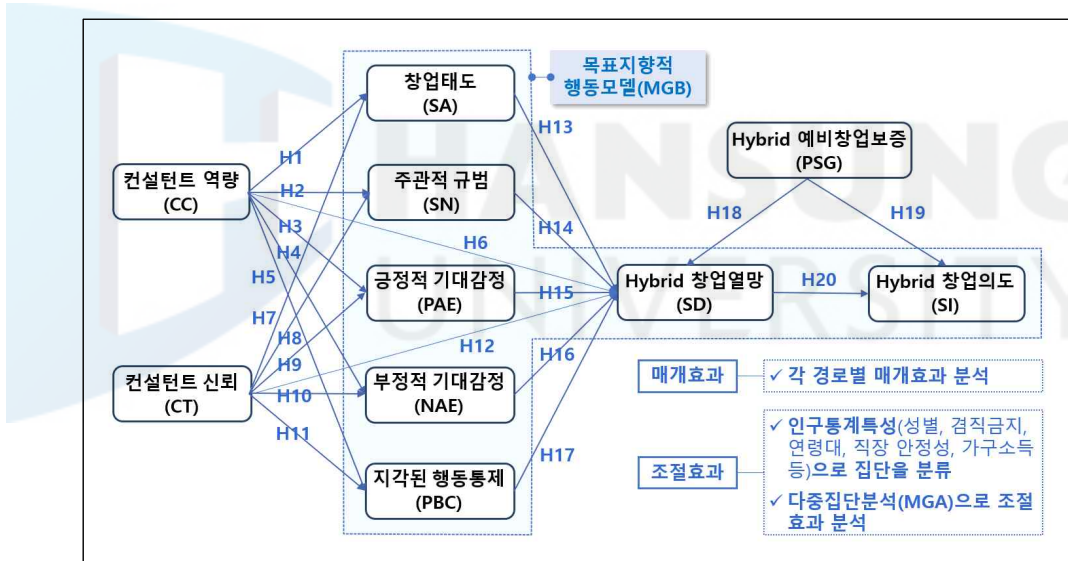 목표지향적
행동모델(MGB)
창업태도
(SA)
H13
Hybrid 예비창업보증
(PSG)
H1
컨설턴트 역량
(CC)
H2
주관적 규범
(SN)
H3
H4
H14
H18
H19
H5
H6
긍정적 기대감정
(PAE)
H15
Hybrid 창업열망
(SD)
H20
Hybrid 창업의도
(SI)
H7
H8
H12
H9
H16
컨설턴트 신뢰
(CT)
H10
부정적 기대감정
(NAE)
매개효과
✓ 각 경로별 매개효과 분석
H11
H17
지각된 행동통제
(PBC)
조절효과
✓ 인구통계특성(성별, 겸직금지,
연령대, 직장 안정성, 가구소득
등)으로 집단을 분류
✓ 다중집단분석(MGA)으로 조절
효과 분석
HANSUNG
UNIVERSITY